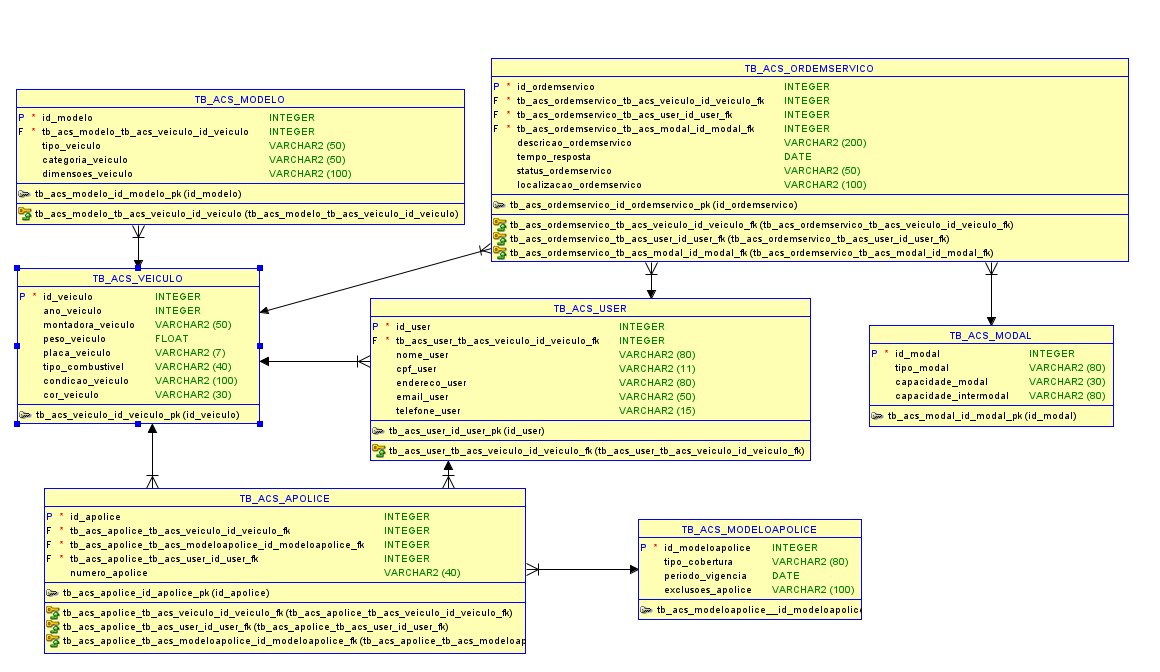 TB_ACS_MODELO
P * id_modelo INTEGER
F * tb_acs_modelo_tb_acs_veiculo_id_veiculo INTEGER
tipo_veiculo VARCHAR2 (50)
categoria_veiculo VARCHAR2 (50)
dimensoes_veiculo VARCHAR2 (100)
tb_acs_modelo_id_modelo_pk (id_modelo)
tb_acs_modelo_tb_acs_veiculo_id_veiculo (tb_acs_modelo_tb_acs_veiculo_id_veiculo)
TB_ACS_ORDEMSERVICO
P * id_ordemservico INTEGER
F * tb_acs_ordemservico_tb_acs_veiculo_id_veiculo_fk INTEGER
F * tb_acs_ordemservico_tb_acs_user_id_user_fk INTEGER
F * tb_acs_ordemservico_tb_acs_modal_id_modal_fk INTEGER
descricao_ordemservico VARCHAR2 (200)
tempo_resposta DATE
status_ordemservico VARCHAR2 (50)
localizacao_ordemservico VARCHAR2 (100)
tb_acs_ordemservico_id_ordemservico_pk (id_ordemservico)
tb_acs_ordemservico_tb_acs_veiculo_id_veiculo_fk (tb_acs_ordemservico_tb_acs_veiculo_id_veiculo_fk)
tb_acs_ordemservico_tb_acs_user_id_user_fk (tb_acs_ordemservico_tb_acs_user_id_user_fk)
tb_acs_ordemservico_tb_acs_modal_id_modal_fk (tb_acs_ordemservico_tb_acs_modal_id_modal_fk)
TB_ACS_VEICULO
P * id_veiculo INTEGER
ano_veiculo INTEGER
montadora_veiculo VARCHAR2 (50)
peso_veiculo FLOAT
placa_veiculo VARCHAR2 (7)
tipo_combustivel VARCHAR2 (40)
condicao_veiculo VARCHAR2 (100)
cor_veiculo VARCHAR2 (30)
tb_acs_veiculo_id_veiculo_pk (id_veiculo)
TB_ACS_USER
P * id_user INTEGER
F * tb_acs_user_tb_acs_veiculo_id_veiculo_fk INTEGER
nome_user VARCHAR2 (80)
cpf_user VARCHAR2 (11)
endereco_user VARCHAR2 (80)
email_user VARCHAR2 (50)
telefone_user VARCHAR2 (15)
tb_acs_user_id_user_pk (id_user)
tb_acs_user_tb_acs_veiculo_id_veiculo_fk (tb_acs_user_tb_acs_veiculo_id_veiculo_fk)
TB_ACS_MODAL
P * id_modal INTEGER
tipo_modal VARCHAR2 (80)
capacidade_modal VARCHAR2 (30)
capacidade_intermodal VARCHAR2 (80)
tb_acs_modal_id_modal_pk (id_modal)
TB_ACS_APOLICE
P * id_apolice INTEGER
F * tb_acs_apolice_tb_acs_veiculo_id_veiculo_fk INTEGER
F * tb_acs_apolice_tb_acs_modeloapolice_id_modeloapolice_fk INTEGER
F * tb_acs_apolice_tb_acs_user_id_user_fk INTEGER
numero_apolice VARCHAR2 (40)
tb_acs_apolice_id_apolice_pk (id_apolice)
tb_acs_apolice_tb_acs_veiculo_id_veiculo_fk (tb_acs_apolice_tb_acs_veiculo_id_veiculo_fk)
tb_acs_apolice_tb_acs_user_id_user_fk (tb_acs_apolice_tb_acs_user_id_user_fk)
tb_acs_apolice_tb_acs_modeloapolice_id_modeloapolice_fk (tb_acs_apolice_tb_acs_modeloap
TB_ACS_MODELOAPOLICE
P * id_modeloapolice INTEGER
tipo_cobertura VARCHAR2 (80)
periodo_vigencia DATE
exclusoes_apolice VARCHAR2 (100)
tb_acs_modeloapolice__id_modeloapolice